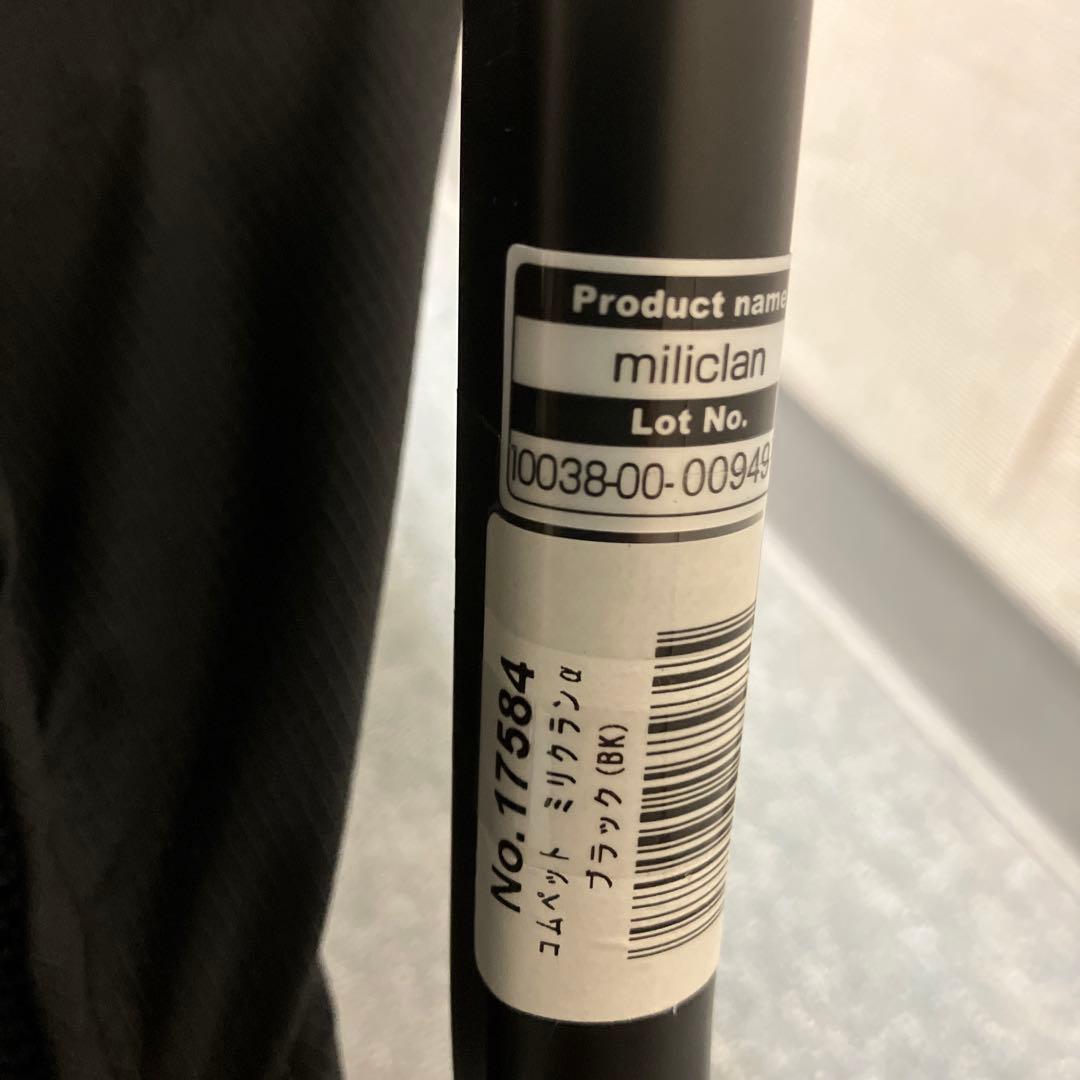 Product name
miliclan
Lot No.
10038-00-00949
No.17584
コムペット ミリクランα
ブラック(BK)